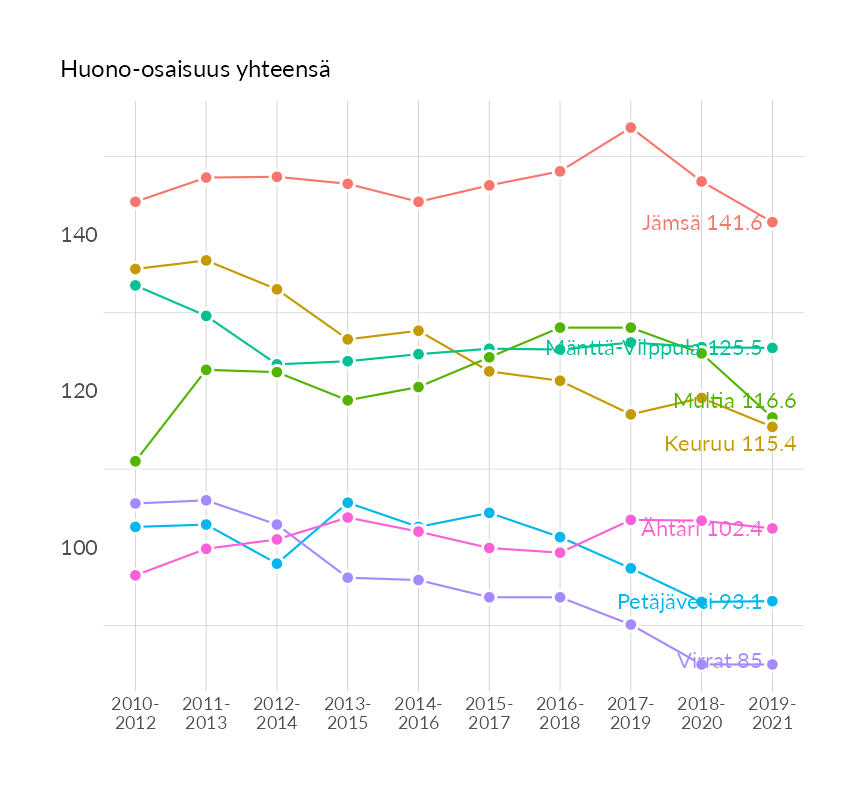 Huono-osaisuus yhteensä
140
120
100
Jämsä 141.6
Mänttä-Vilppula 125.5
Multia 116.6
Keuruu 115.4
Ähtäri 102.4
Petäjävesi 93.1
Virrat 85
2010-
2012
2011-
2013
2012-
2014
2013-
2015
2014-
2016
2015-
2017
2016-
2018
2017-
2019
2018-
2020
2019-
2021